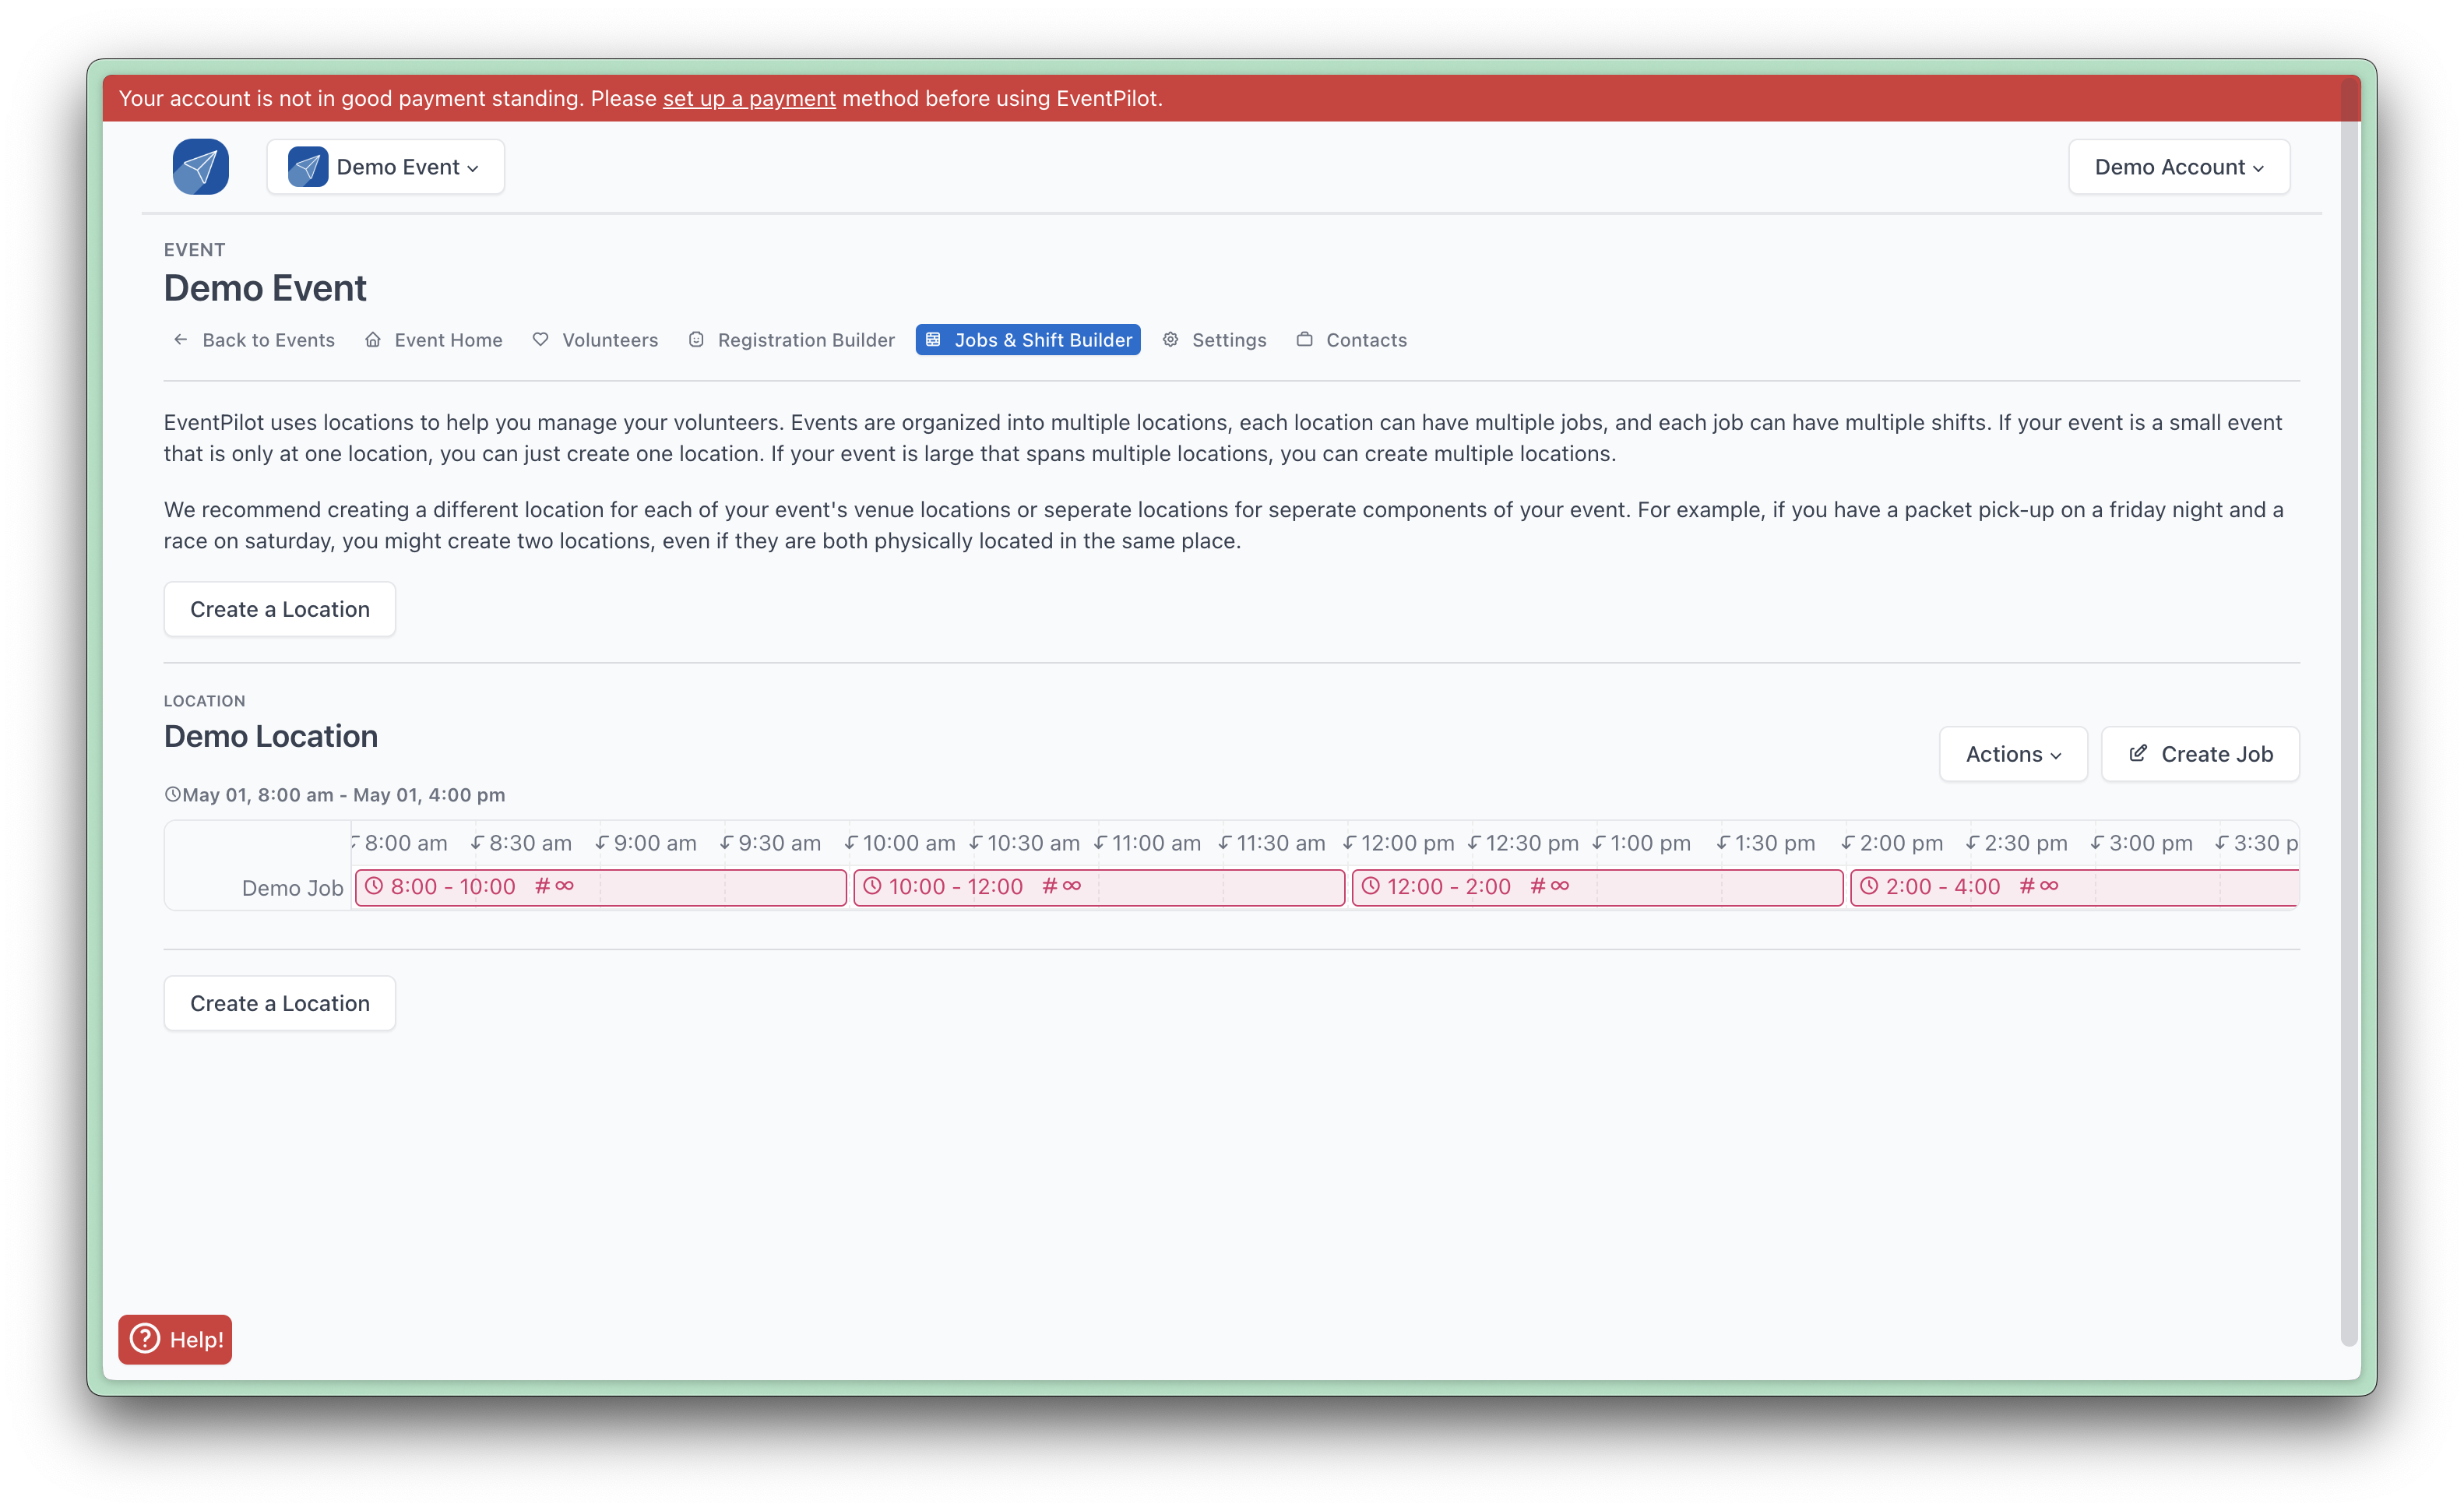 Your account is not in good payment standing. Please set up a payment method before using EventPilot.
Demo Event
Demo Account
EVENT
Demo Event
Back to Events Event Home Volunteers Registration Builder Jobs & Shift Builder Settings Contacts
EventPilot uses locations to help you manage your volunteers. Events are organized into multiple locations, each location can have multiple jobs, and each job can have multiple shifts. If your event is a small event
that is only at one location, you can just create one location. If your event is large that spans multiple locations, you can create multiple locations.
We recommend creating a different location for each of your event's venue locations or seperate locations for seperate components of your event. For example, if you have a packet pick-up on a friday night and a
race on saturday, you might create two locations, even if they are both physically located in the same place.
Create a Location
LOCATION
Demo Location
Actions
Create Job
May 01, 8:00 am - May 01, 4:00 pm
8:00 am 8:30 am 9:00 am 9:30 am 10:00 am 10:30 am 11:00 am 11:30 am 12:00 pm 12:30 pm 1:00 pm 1:30 pm 2:00 pm 2:30 pm 3:00 pm 3:30 p
Demo Job 8:00 - 10:00 # ∞ 10:00 - 12:00 # ∞ 12:00 - 2:00 # ∞ 2:00 - 4:00 # ∞
Create a Location
Help!